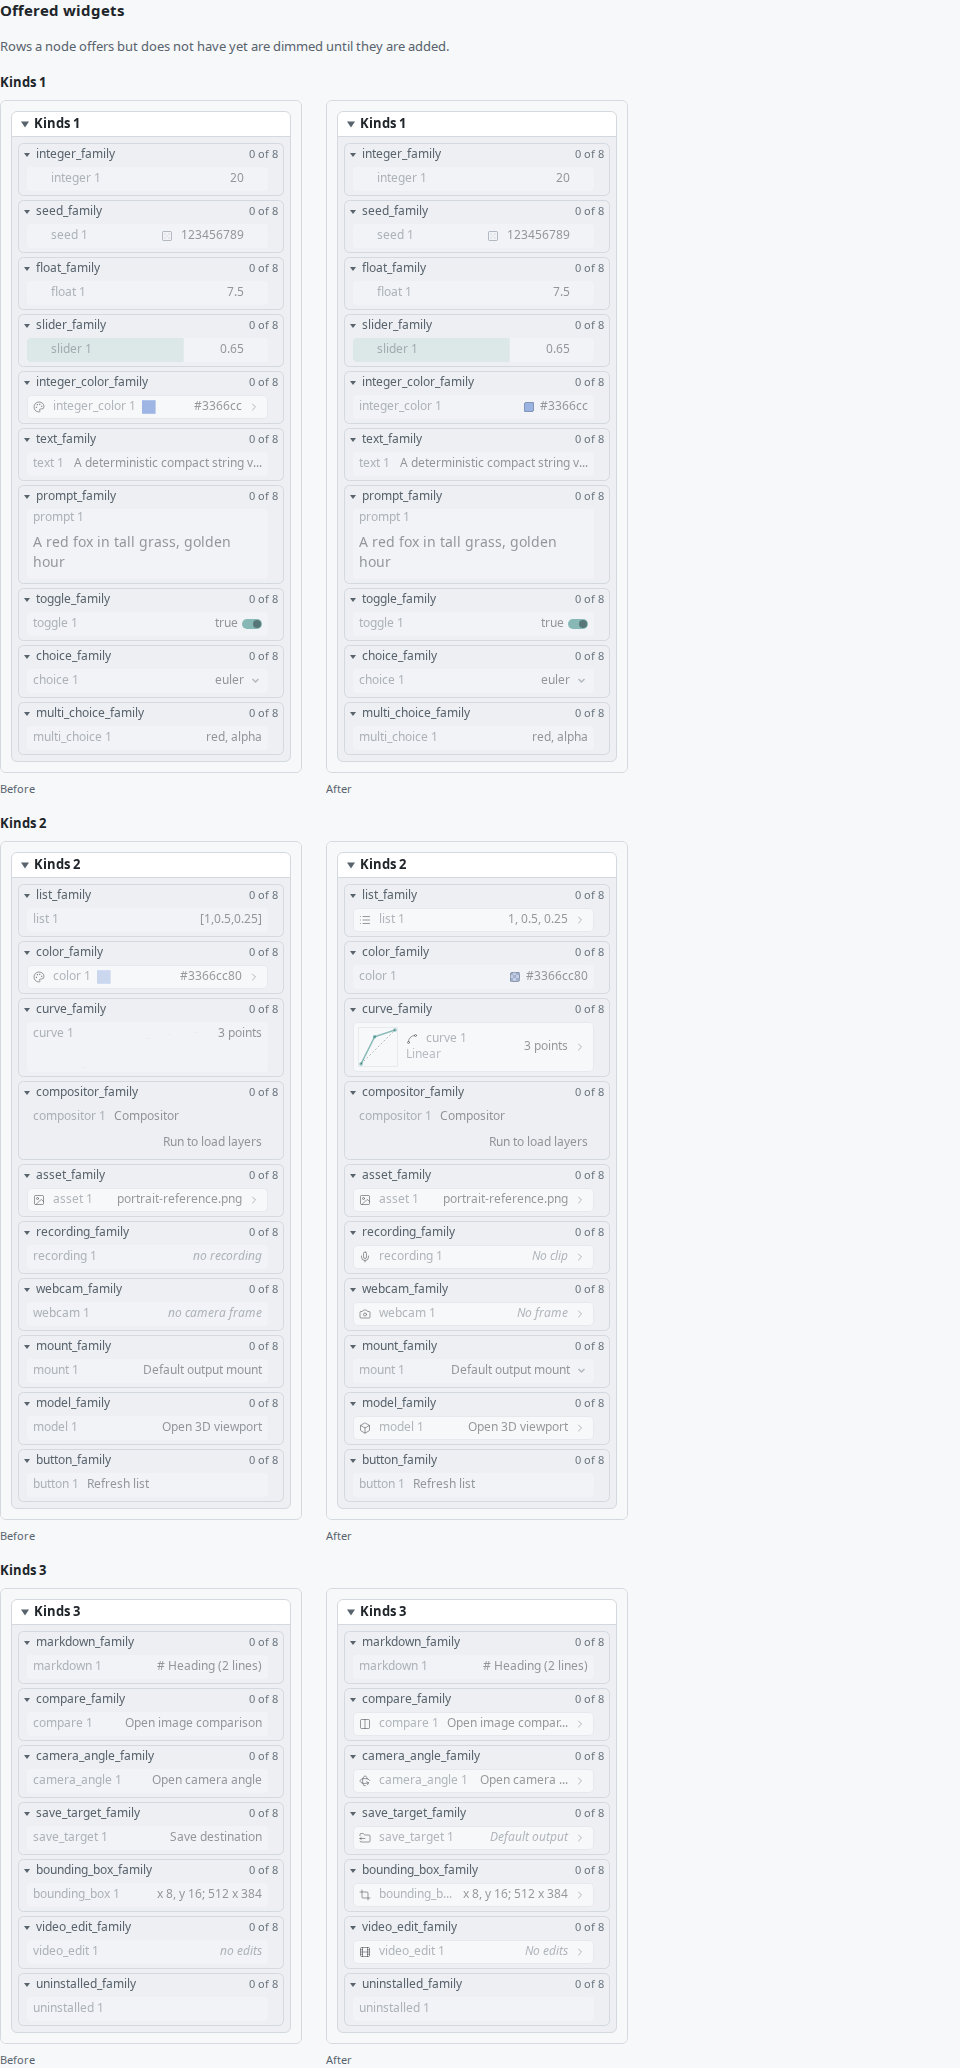 Offered widgets
Rows a node offers but does not have yet are dimmed until they are added.
Kinds 1
Kinds 1
integer_family 0 of 8
integer 1 20
seed_family 0 of 8
seed 1 123456789
float_family 0 of 8
float 1 7.5
slider_family 0 of 8
slider 1 0.65
integer_color_family 0 of 8
integer_color 1 #3366cc
text_family 0 of 8
text 1 A deterministic compact string v...
prompt_family 0 of 8
prompt 1
A red fox in tall grass, golden
hour
toggle_family 0 of 8
toggle 1 true
choice_family 0 of 8
choice 1 euler
multi_choice_family 0 of 8
multi_choice 1 red, alpha
Before
Kinds 1
integer_family 0 of 8
integer 1 20
seed_family 0 of 8
seed 1 123456789
float_family 0 of 8
float 1 7.5
slider_family 0 of 8
slider 1 0.65
integer_color_family 0 of 8
integer_color 1 #3366cc
text_family 0 of 8
text 1 A deterministic compact string v...
prompt_family 0 of 8
prompt 1
A red fox in tall grass, golden
hour
toggle_family 0 of 8
toggle 1 true
choice_family 0 of 8
choice 1 euler
multi_choice_family 0 of 8
multi_choice 1 red, alpha
After
Kinds 2
Kinds 2
list_family 0 of 8
list 1 [1,0.5,0.25]
color_family 0 of 8
color 1 #3366cc80
curve_family 0 of 8
curve 1 3 points
compositor_family 0 of 8
compositor 1 Compositor
Run to load layers
asset_family 0 of 8
asset 1 portrait-reference.png
recording_family 0 of 8
recording 1 no recording
webcam_family 0 of 8
webcam 1 no camera frame
mount_family 0 of 8
mount 1 Default output mount
model_family 0 of 8
model 1 Open 3D viewport
button_family 0 of 8
button 1 Refresh list
Before
Kinds 2
list_family 0 of 8
list 1 1, 0.5, 0.25
color_family 0 of 8
color 1 #3366cc80
curve_family 0 of 8
curve 1 3 points
Linear
compositor_family 0 of 8
compositor 1 Compositor
Run to load layers
asset_family 0 of 8
asset 1 portrait-reference.png
recording_family 0 of 8
recording 1 No clip
webcam_family 0 of 8
webcam 1 No frame
mount_family 0 of 8
mount 1 Default output mount
model_family 0 of 8
model 1 Open 3D viewport
button_family 0 of 8
button 1 Refresh list
After
Kinds 3
Kinds 3
markdown_family 0 of 8
markdown 1 # Heading (2 lines)
compare_family 0 of 8
compare 1 Open image comparison
camera_angle_family 0 of 8
camera_angle 1 Open camera angle
save_target_family 0 of 8
save_target 1 Save destination
bounding_box_family 0 of 8
bounding_box 1 x 8, y 16; 512 x 384
video_edit_family 0 of 8
video_edit 1 no edits
uninstalled_family 0 of 8
uninstalled 1
Before
Kinds 3
markdown_family 0 of 8
markdown 1 # Heading (2 lines)
compare_family 0 of 8
compare 1 Open image compar...
camera_angle_family 0 of 8
camera_angle 1 Open camera ...
save_target_family 0 of 8
save_target 1 Default output
bounding_box_family 0 of 8
bounding_b... x 8, y 16; 512 x 384
video_edit_family 0 of 8
video_edit 1 No edits
uninstalled_family 0 of 8
uninstalled 1
After